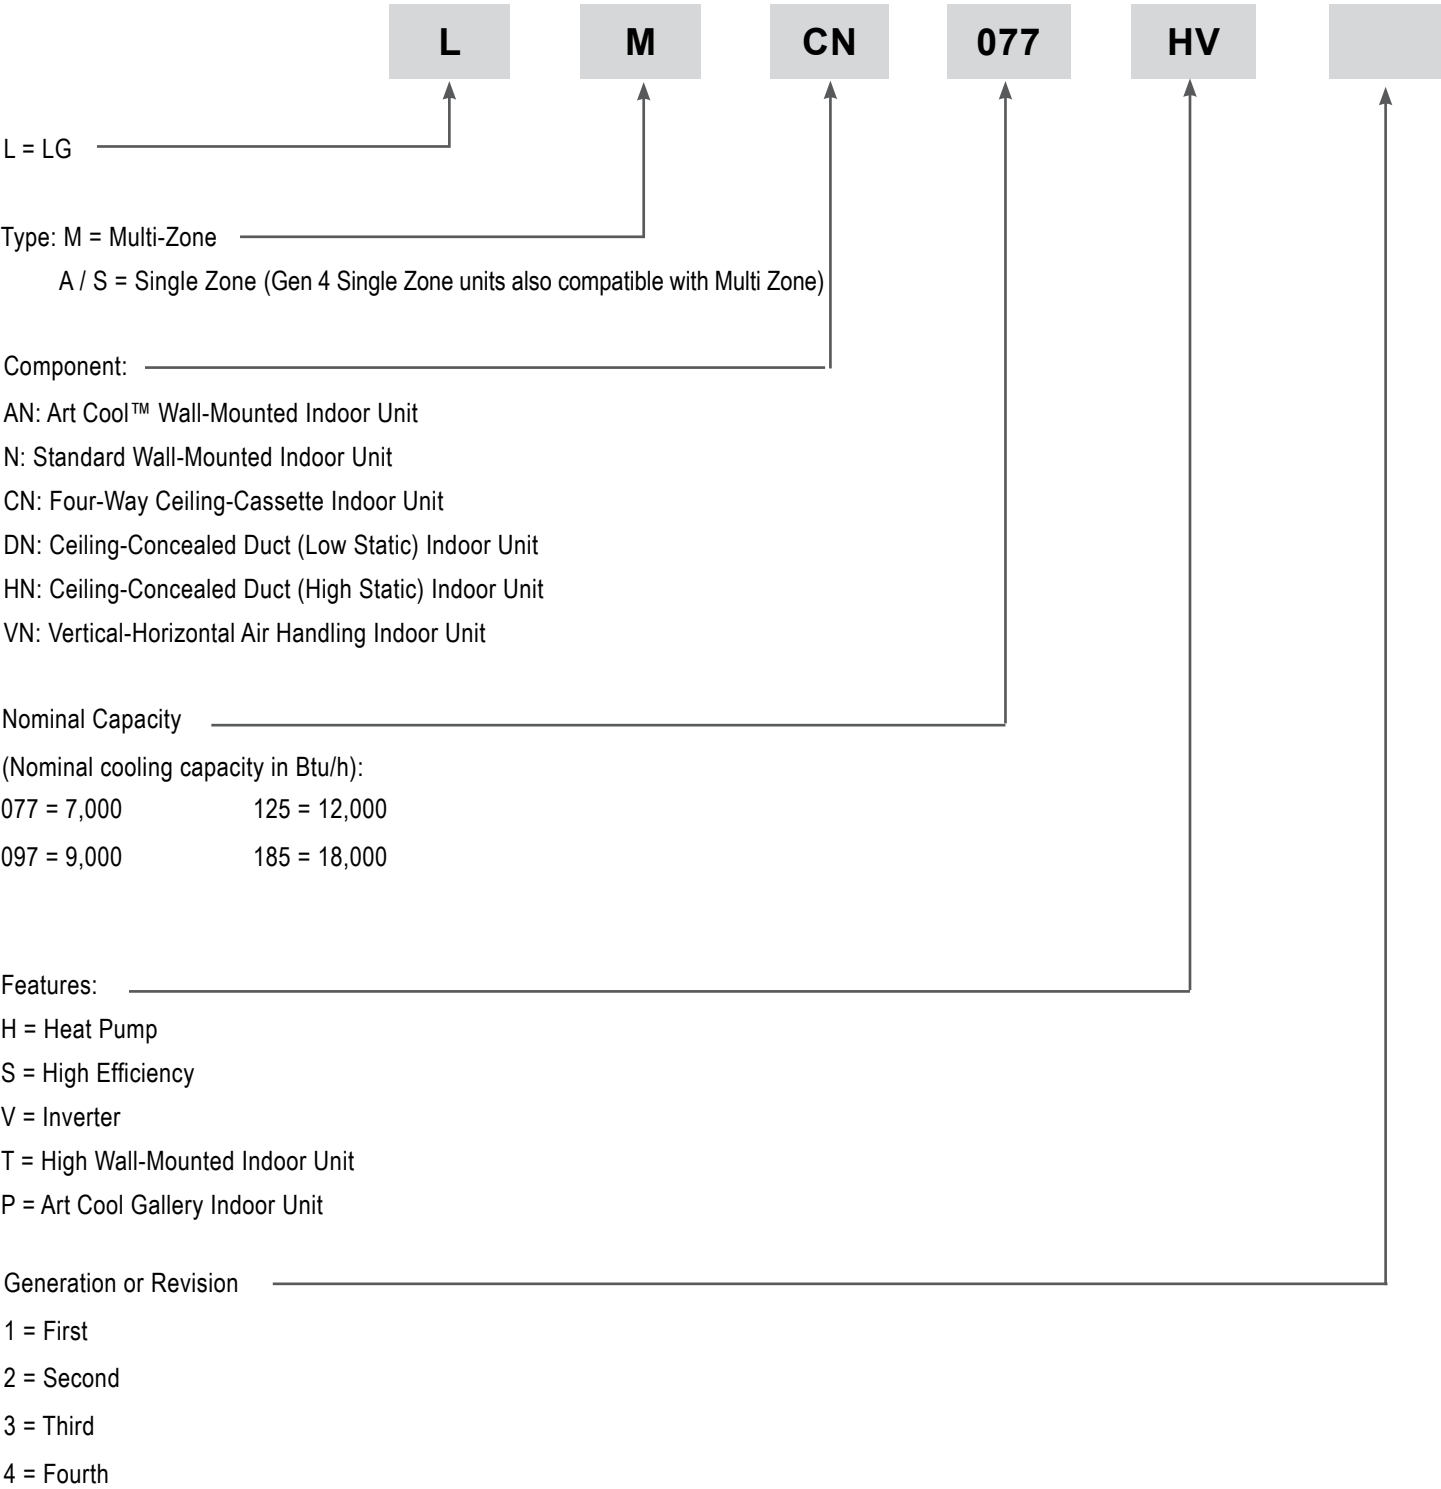 L M CN 077 HV
L = LG
Type: M = Multi-Zone
A / S = Single Zone (Gen 4 Single Zone units also compatible with Multi Zone)
Component:
AN: Art Cool™ Wall-Mounted Indoor Unit
N: Standard Wall-Mounted Indoor Unit
CN: Four-Way Ceiling-Cassette Indoor Unit
DN: Ceiling-Concealed Duct (Low Static) Indoor Unit
HN: Ceiling-Concealed Duct (High Static) Indoor Unit
VN: Vertical-Horizontal Air Handling Indoor Unit
Nominal Capacity
(Nominal cooling capacity in Btu/h):
077 = 7,000 125 = 12,000
097 = 9,000 185 = 18,000
Features:
H = Heat Pump
S = High Efficiency
V = Inverter
T = High Wall-Mounted Indoor Unit
P = Art Cool Gallery Indoor Unit
Generation or Revision
1 = First
2 = Second
3 = Third
4 = Fourth